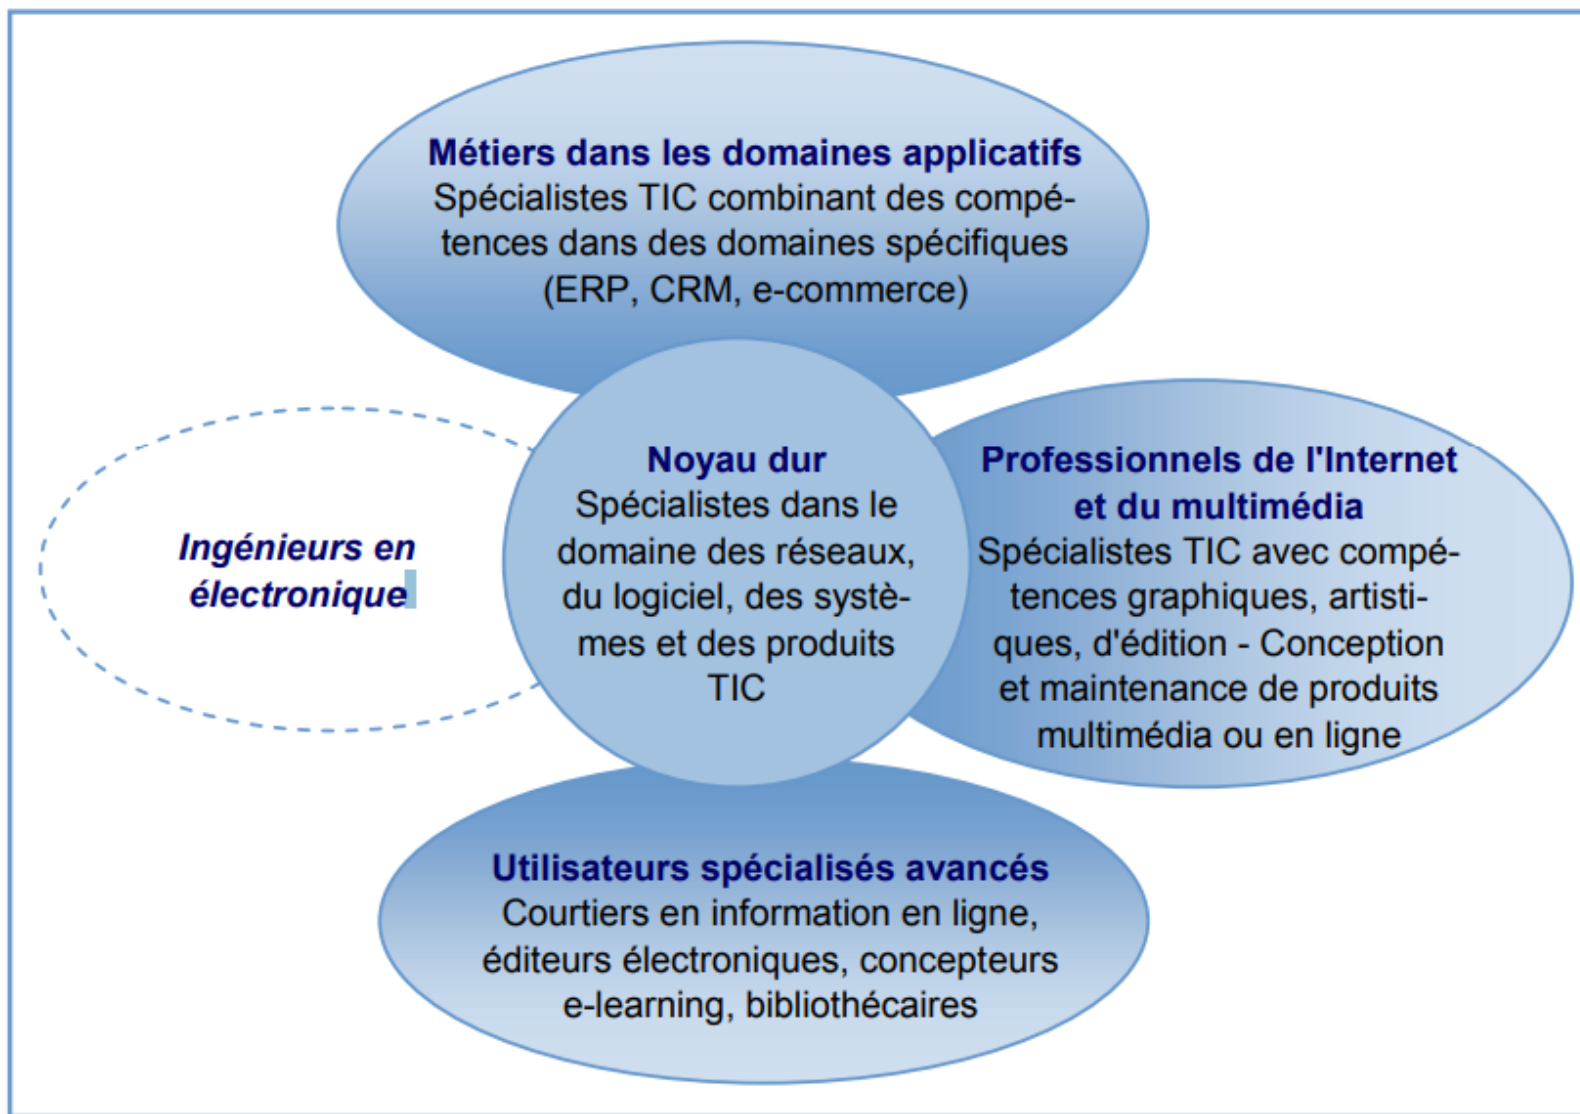 Métiers dans les domaines applicatifs
Spécialistes TIC combinant des compé-
tences dans des domaines spécifiques
(ERP, CRM, e-commerce)
Ingénieurs en
électronique
Noyau dur
Spécialistes dans le
domaine des réseaux,
du logiciel, des systè-
mes et des produits
TIC
Professionnels de l'Internet
et du multimédia
Spécialistes TIC avec compé-
tences graphiques, artisti-
ques, d'édition - Conception
et maintenance de produits
multimédia ou en ligne
Utilisateurs spécialisés avancés
Courtiers en information en ligne,
éditeurs électroniques, concepteurs
e-learning, bibliothécaires